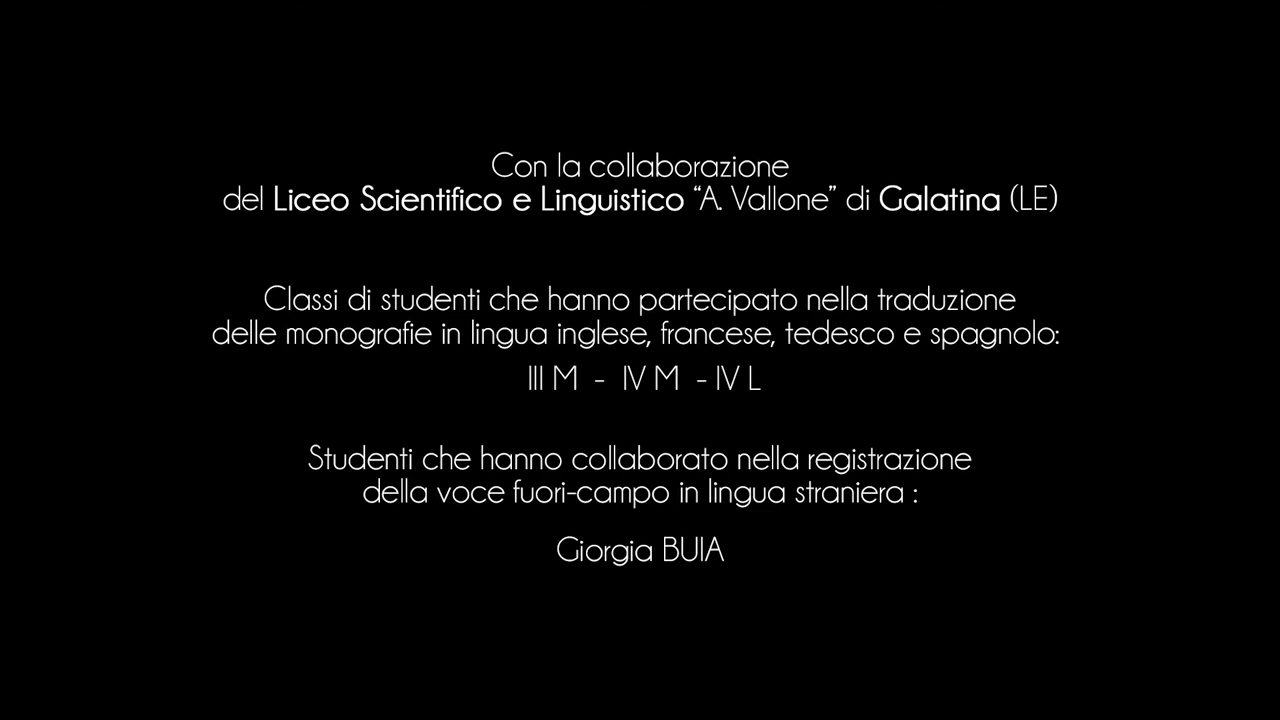 Con la collaborazione
del Liceo Scientifico e Linguistico “A. Vallone” di Galatina (LE)
Classi di studenti che hanno partecipato nella traduzione
delle monografie in lingua inglese, francese, tedesco e spagnolo:
III M - IV M - IV L
Studenti che hanno collaborato nella registrazione
della voce fuori-campo in lingua straniera :
Giorgia BUIA